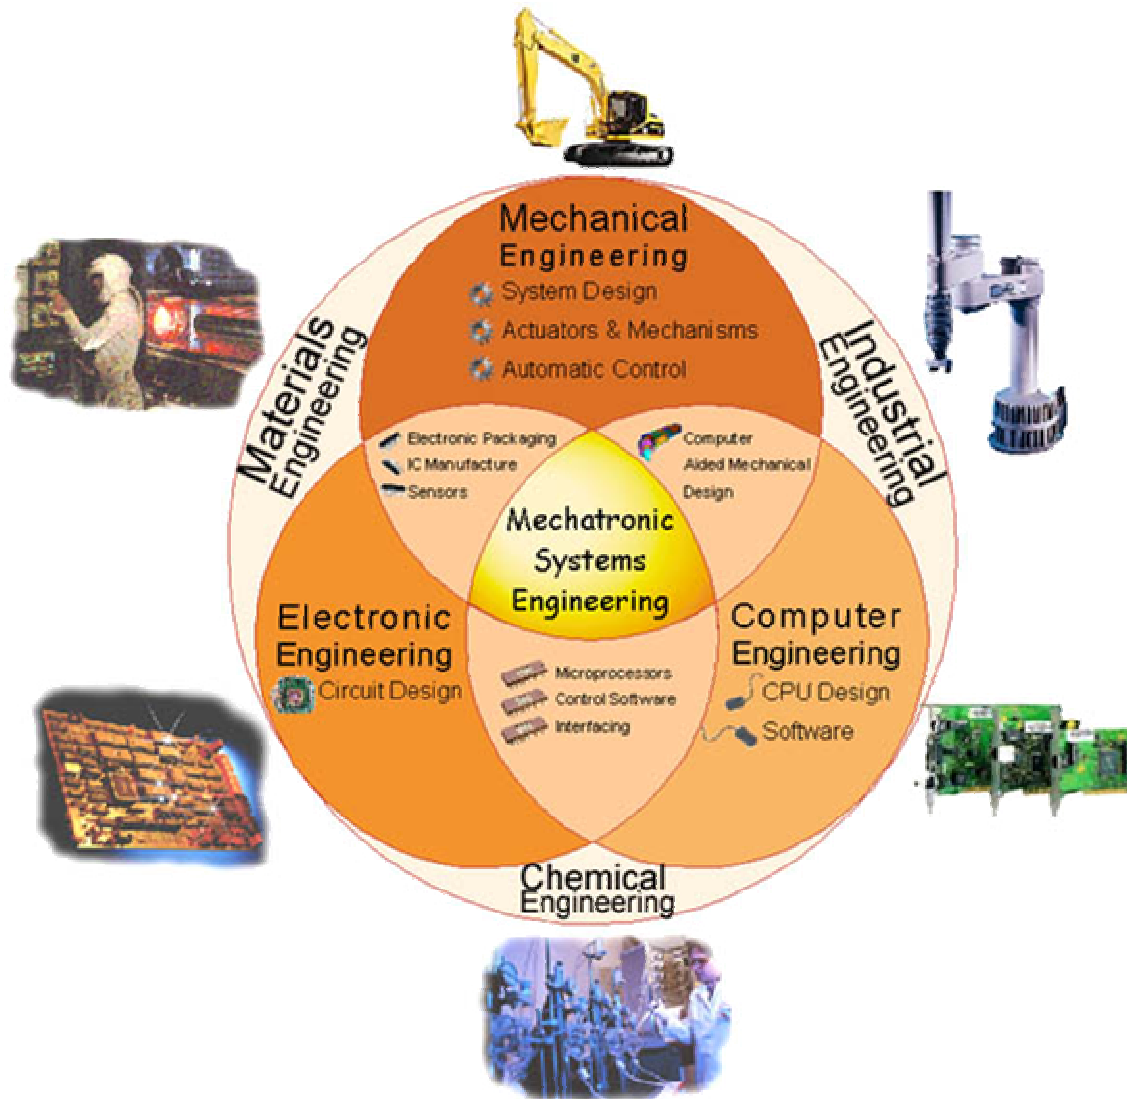 Mechanical
Engineering
System Design
Actuators & Mechanisms
Automatic Control
Materials
Engineering
Industrial
Engineering
Electronic Packaging
IC Manufacture
Sensors
Computer
Aided Mechanical
Design
Mechatronic
Systems
Engineering
Electronic
Engineering
Circuit Design
Computer
Engineering
CPU Design
Software
Microprocessors
Control Software
Interfacing
Chemical
Engineering